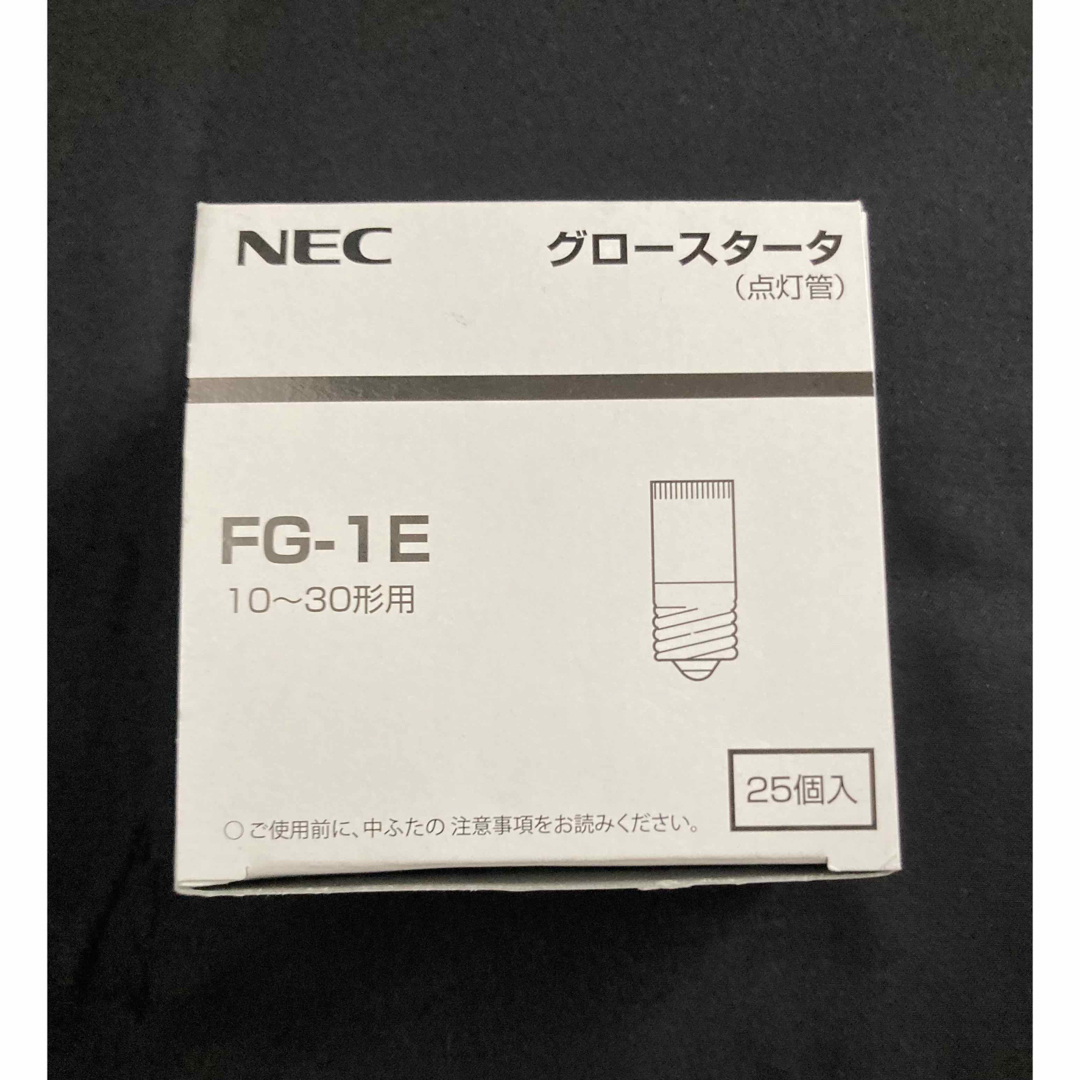 NEC
グロースタータ
（点灯管）
FG-1E
10～30形用
25個入
○ご使用前に、中ふたの注意事項をお読みください。